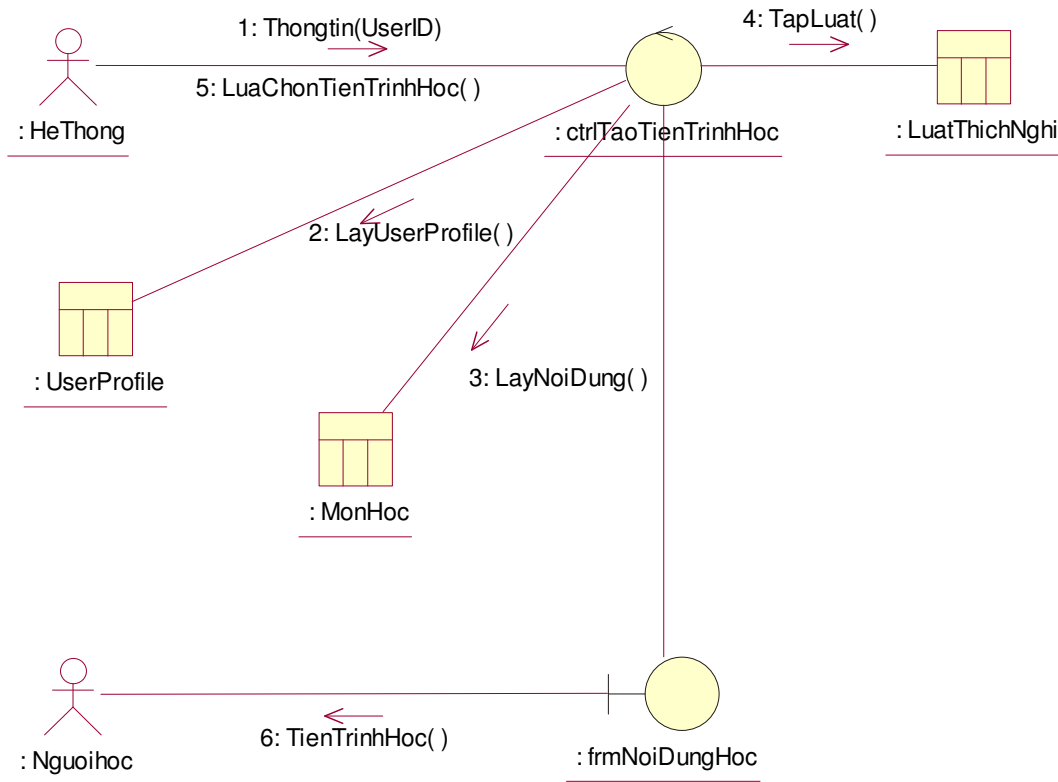 1: Thongtin(UserID)
4: TapLuat( )
5: LuaChonTienTrinhHoc( )
: HeThong
: ctrlTaoTienTrinhHoc
: LuatThichNghi
2: LayUserProfile( )
: UserProfile
3: LayNoiDung( )
: MonHoc
6: TienTrinhHoc( )
: Nguoihoc
: frmNoiDungHoc